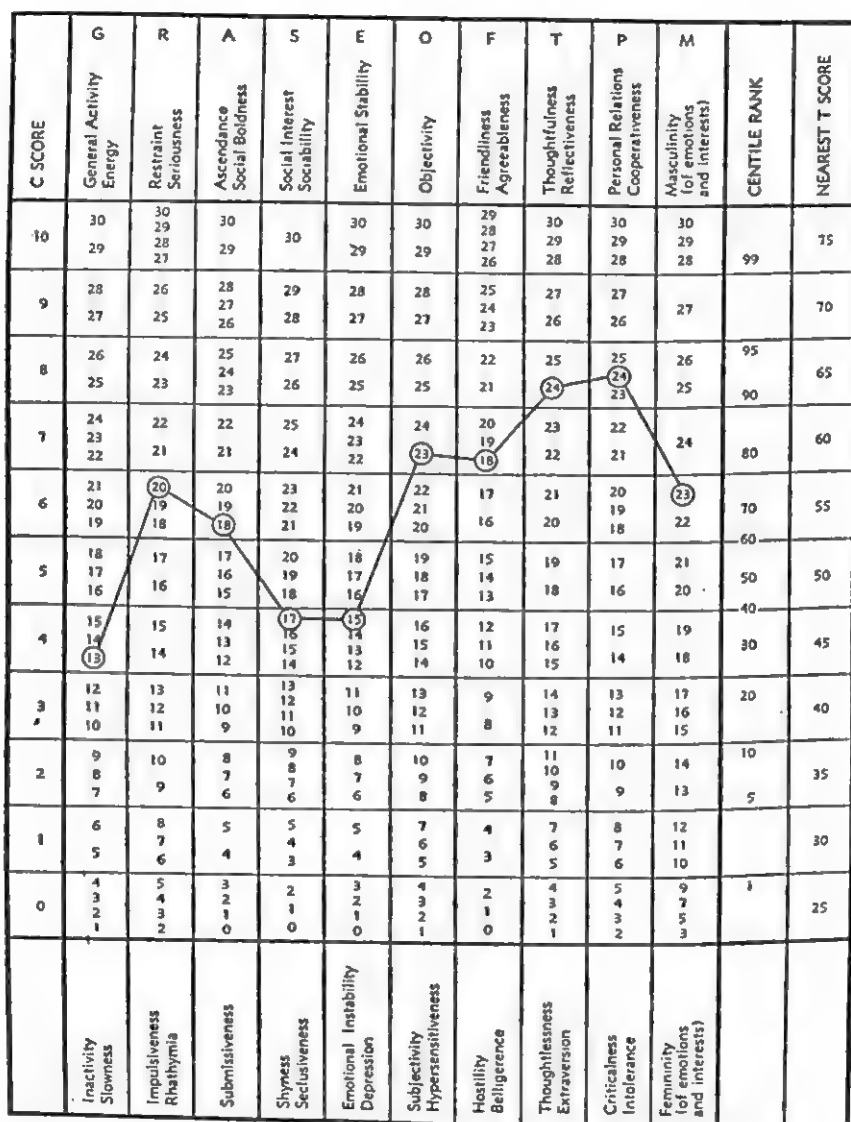 G R A S E O F T P M
C SCORE
General Activity
Energy
Restraint
Seriousness
Ascendance
Social Boldness
Social Interest
Sociability
Emotional Stability
Objectivity
Friendliness
Agreeableness
Thoughtfulness
Reflectiveness
Personal Relations
Cooperativeness
Masculinity
(of emotions
and interests)
CENTILE RANK
NEAREST T SCORE
30 30 30 30 30 29 30 30 30
29 28 29 29 29
10 30 75
29 28 29 29 29 27
27 26 28 28 28 99
28 26 28 29 28 28 25 27 27
9 27 24 27 70
27 25 26 28 27 27 23 26 26
26 24 25 27 26 26 22 25 25 26 95
8 24 24 65
25 23 23 26 25 25 21 24 23 25 90
24 22 22 25 24 24 20 23 22
7 23 23 19 24 60
22 21 21 24 22 23 18 22 21 80
21 20 20 23 21 22 17 21 20 23
6 20 19 19 22 20 21 19 70 55
19 18 18 21 19 20 16 20 18 22 60
18 17 17 20 18 19 15 19 17 21
5 17 16 19 17 18 14 50 50
16 16 15 18 16 17 13 18 16 20 40
15 15 14 17 15 16 12 17 15 19
4 14 13 16 14 15 11 16 30 45
13 14 12 15 13 14 10 15 14 18
14 12
12 13 11 13 11 13 9 14 13 17 20
3 11 12 10 12 10 12 13 12 16 40
10 11 9 11 9 11 8 12 11 15
10
9 10 8 9 8 10 7 11 10 14 10
2 8 7 8 7 9 6 10 35
7 9 6 7 6 8 5 9 9 13 5
6 8
6 8 5 5 5 7 4 7 8 12
1 7 4 6 6 7 11 30
5 6 4 3 4 5 3 5 6 10
4 5 3 2 3 4 2 4 5 9 1
0 3 4 2 2 3 3 4 7 25
2 3 1 1 1 2 1 2 3 5
1 2 0 0 0 1 0 1 2 3
Inactivity
Slowness
Impulsiveness
Rhathymia
Submissiveness
Shyness
Seclusiveness
Emotional Instability
Depression
Subjectivity
Hypersensitiveness
Hostility
Belligerence
Thoughtlessness
Extraversion
Criticalness
Intolerance
Femininity
(of emotions
and interests)